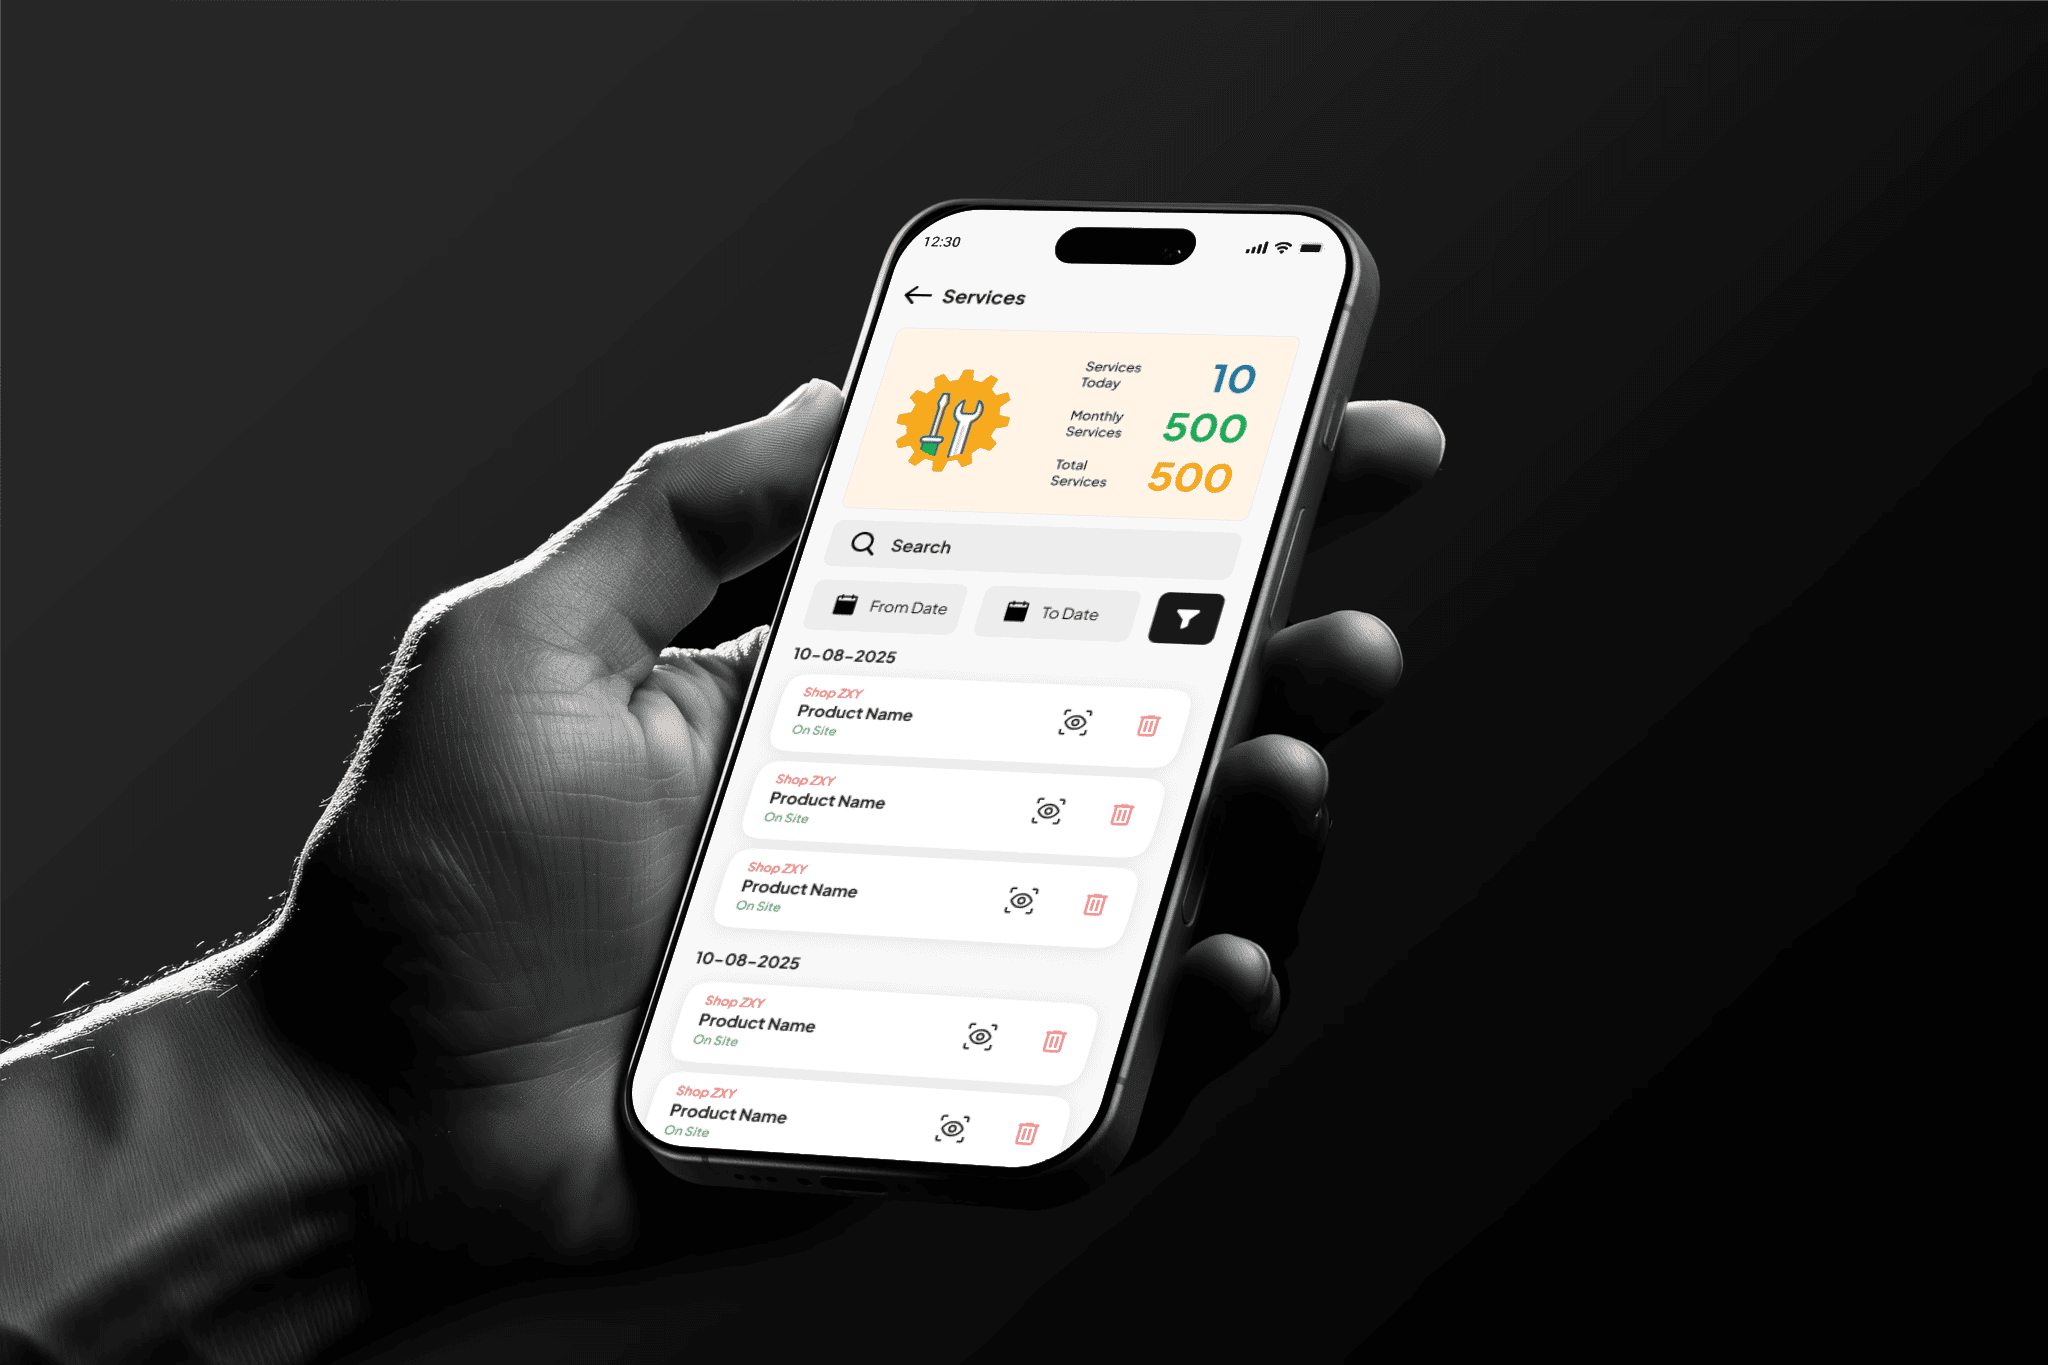 12:30
Services
Services
Today
10
Monthly
Services
500
Total
Services
500
Search
From Date
To Date
10-08-2025
Shop ZXY
Product Name
On Site
Shop ZXY
Product Name
On Site
Shop ZXY
Product Name
On Site
10-08-2025
Shop ZXY
Product Name
On Site
Shop ZXY
Product Name
On Site